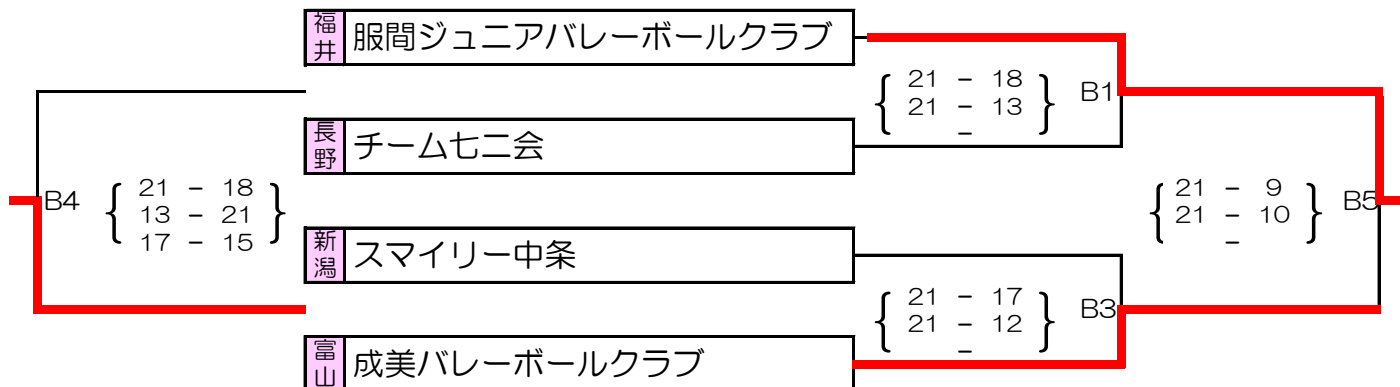 福井 服間ジュニアバレーボールクラブ
21 - 18 B1
21 - 13
-
長野 チーム七二会
B4 21 - 18
13 - 21
17 - 15
21 - 9 B5
21 - 10
-
新潟 スマイリー中条
21 - 17 B3
21 - 12
-
富山 成美バレーボールクラブ